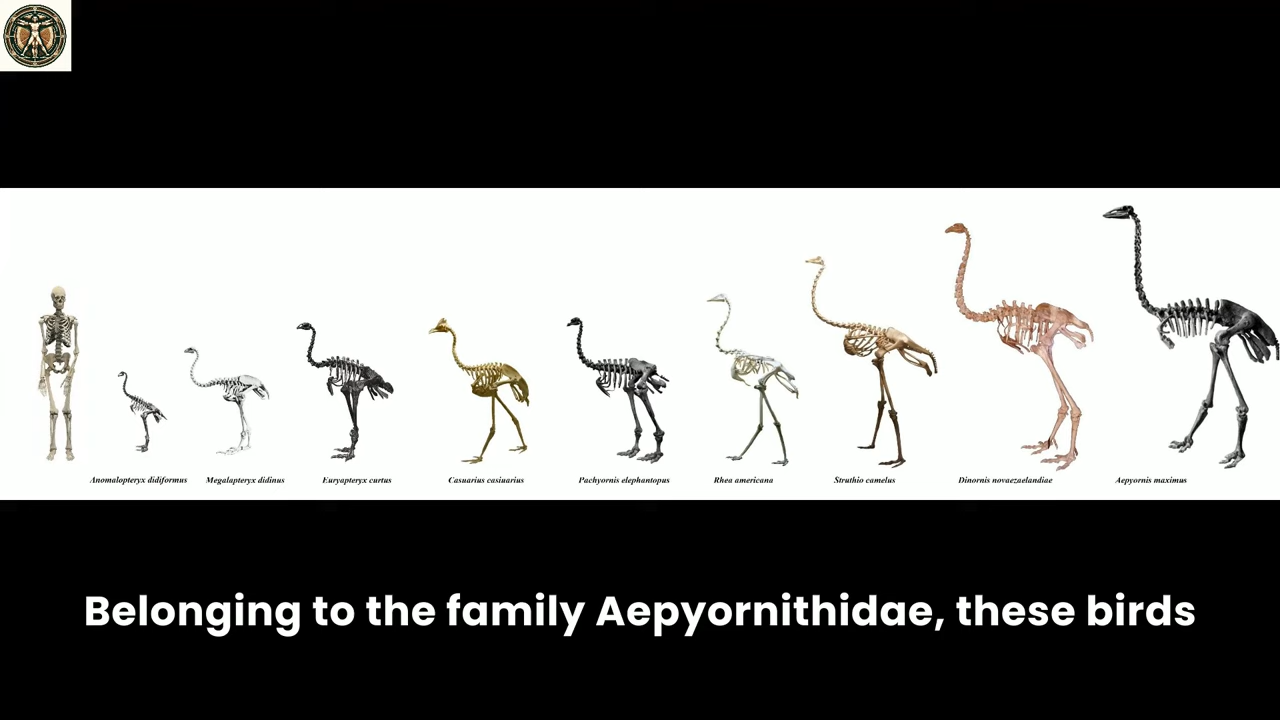 Anomalopteryx didiformus Megalapteryx didinus Euryapteryx curtus Casuarius casiuarius Pachyornis elephantopus Rhea americana Struthio camelus Dinornis novaezaelandiae Aepyornis maximus
Belonging to the family Aepyornithidae, these birds